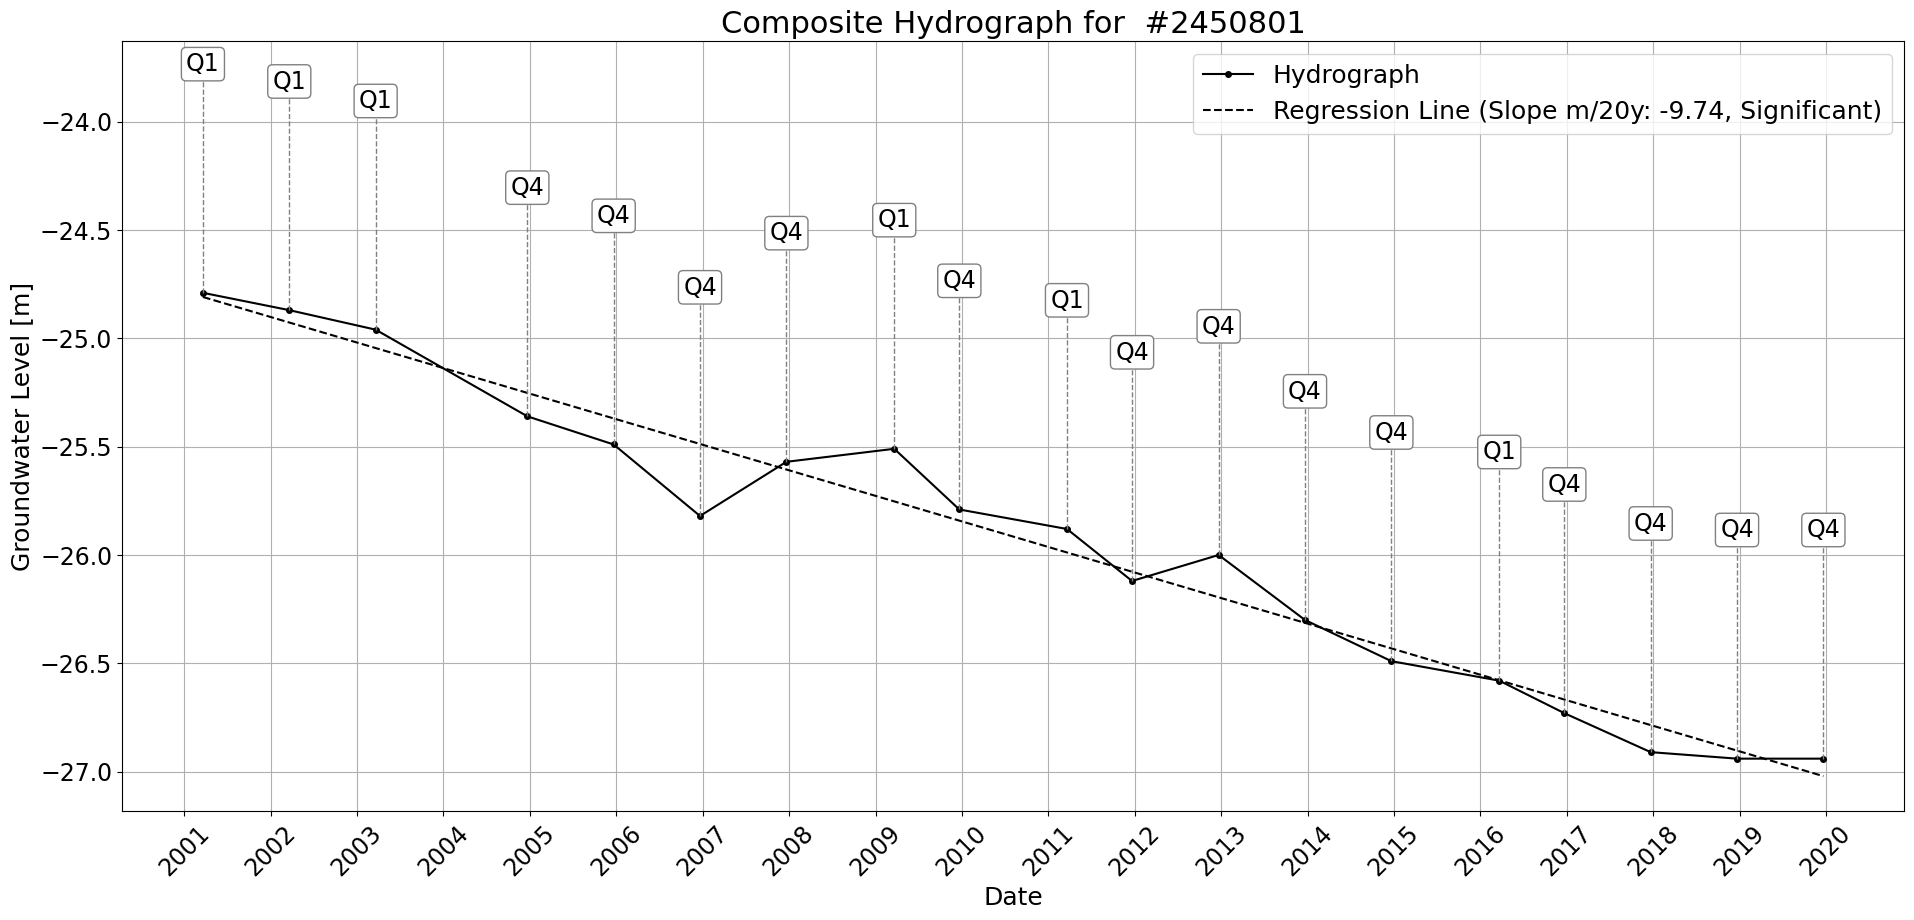 Composite Hydrograph for  #2450801
Hydrograph
Regression Line (Slope m/20y: -9.74, Significant)
Q1
Q1
Q1
Q4
Q4
Q4
Q4
Q1
Q4
Q1
Q4
Q4
Q4
Q4
Q1
Q4
Q4
Q4
Q4
Groundwater Level [m]
−24.0
−24.5
−25.0
−25.5
−26.0
−26.5
−27.0
2001
2002
2003
2004
2005
2006
2007
2008
2009
2010
2011
2012
2013
2014
2015
2016
2017
2018
2019
2020
Date